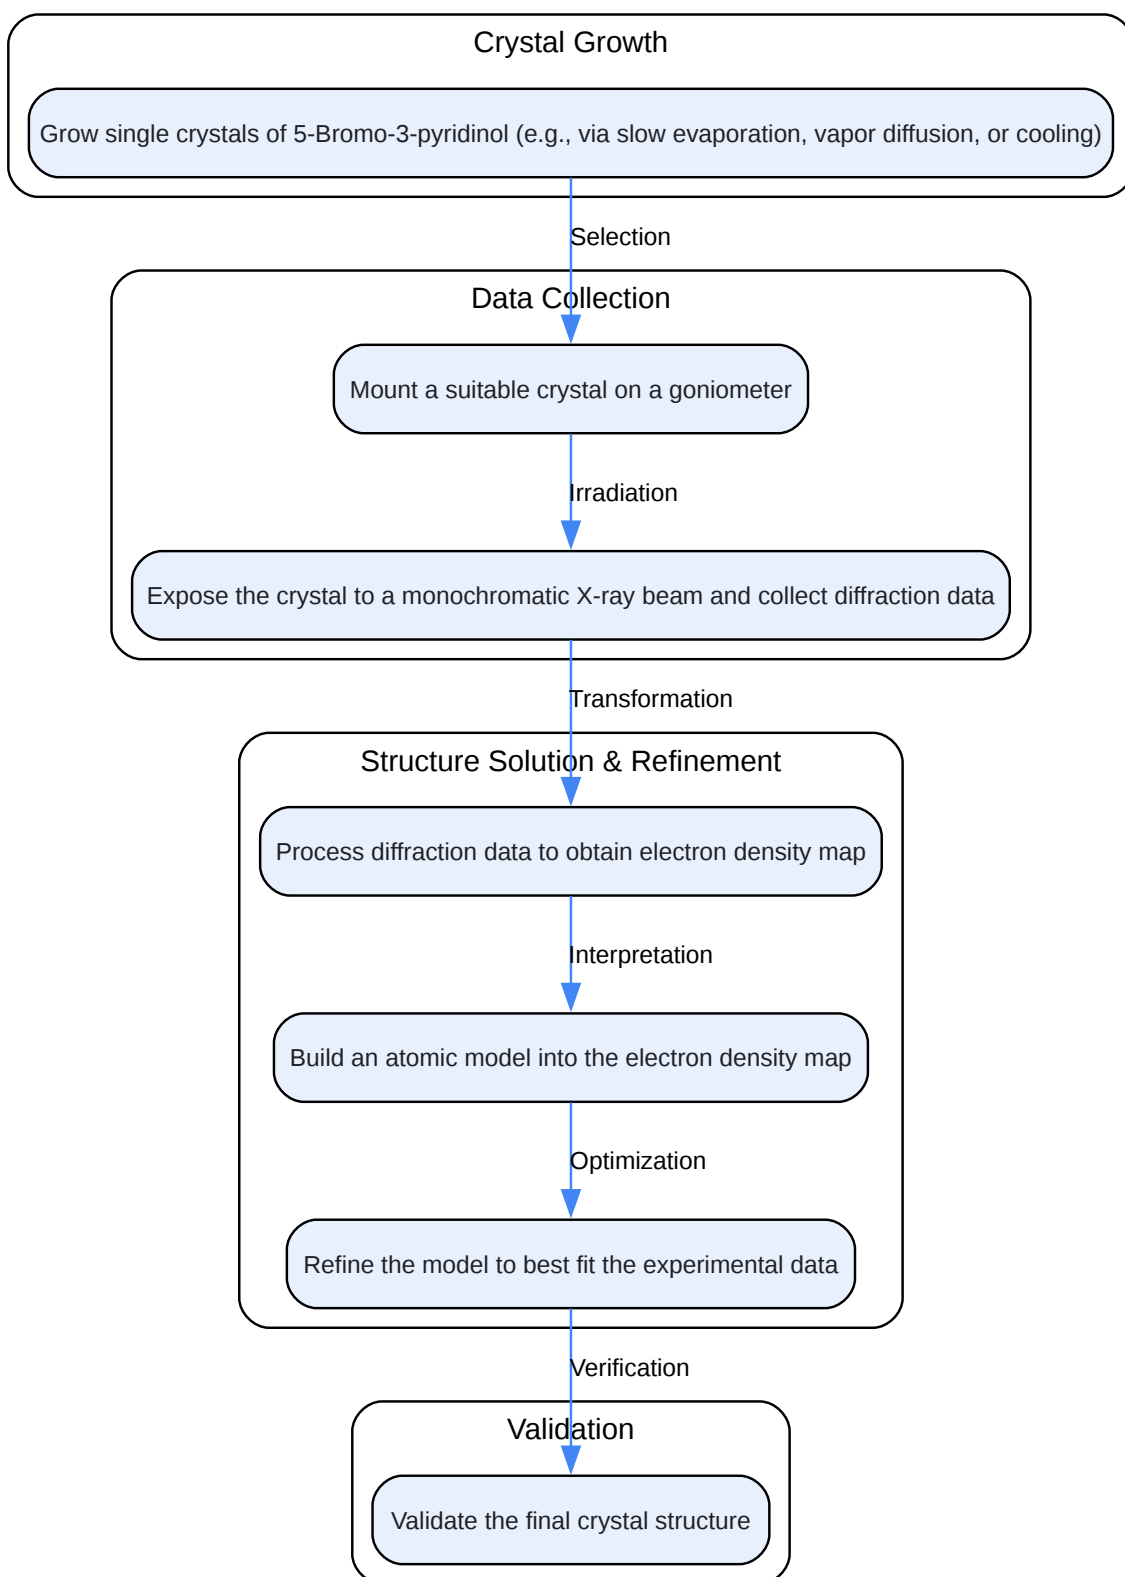 Crystal Growth
Grow single crystals of 5-Bromo-3-pyridinol (e.g., via slow evaporation, vapor diffusion, or cooling)
Selection
Data Collection
Mount a suitable crystal on a goniometer
Irradiation
Expose the crystal to a monochromatic X-ray beam and collect diffraction data
Transformation
Structure Solution & Refinement
Process diffraction data to obtain electron density map
Interpretation
Build an atomic model into the electron density map
Optimization
Refine the model to best fit the experimental data
Verification
Validation
Validate the final crystal structure